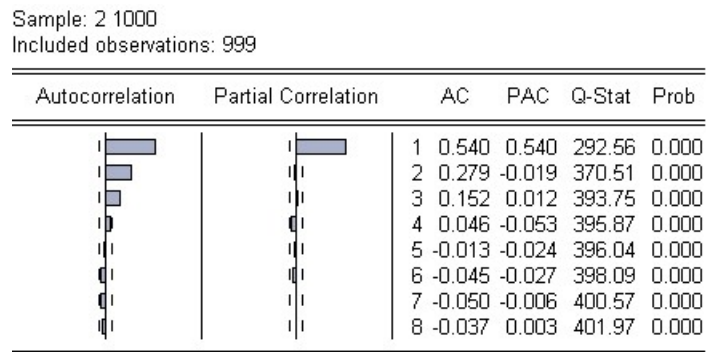 Sample: 2 1000
Included observations: 999
Autocorrelation Partial Correlation AC PAC Q-Stat Prob
1 0.540 0.540 292.56 0.000
2 0.279 -0.019 370.51 0.000
3 0.152 0.012 393.75 0.000
4 0.046 -0.053 395.87 0.000
5 -0.013 -0.024 396.04 0.000
6 -0.045 -0.027 398.09 0.000
7 -0.050 -0.006 400.57 0.000
8 -0.037 0.003 401.97 0.000